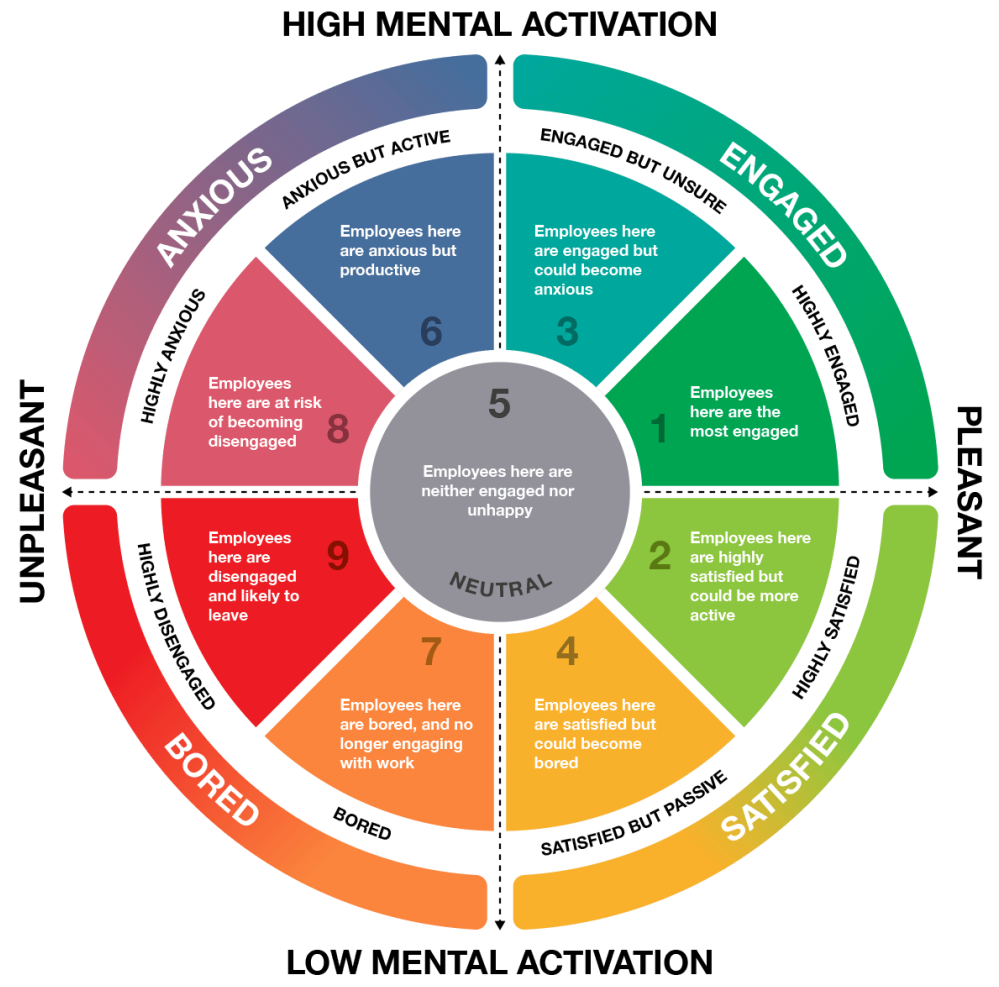 HIGH MENTAL ACTIVATION
ANXIOUS
ENGAGED
ANXIOUS BUT ACTIVE
ENGAGED BUT UNSURE
Employees here
are anxious but
productive
6
Employees here
are engaged but
could become
anxious
3
HIGHLY ANXIOUS
HIGHLY ENGAGED
Employees
here are at risk
of becoming
disengaged
8
Employees
here are the
most engaged
1
UNPLEASANT
PLEASANT
5
Employees here are
neither engaged nor
unhappy
NEUTRAL
Employees
here are
disengaged
and likely to
leave
9
Employees here
are highly
satisfied but
could be more
active
2
HIGHLY DISENGAGED
HIGHLY SATISFIED
7
Employees here
are bored, and no
longer engaging
with work
4
Employees here
are satisfied but
could become
bored
BORED
SATISFIED BUT PASSIVE
BORED
SATISFIED
LOW MENTAL ACTIVATION